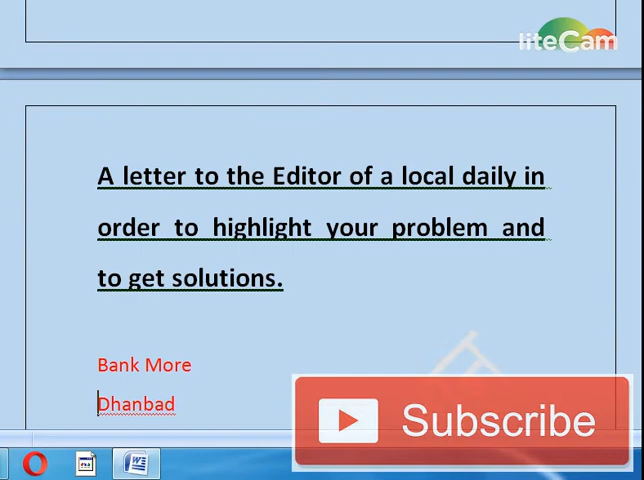 liteCam
A letter to the Editor of a local daily in
order to highlight your problem and
to get solutions.
Bank More
Dhanbad
Subscribe